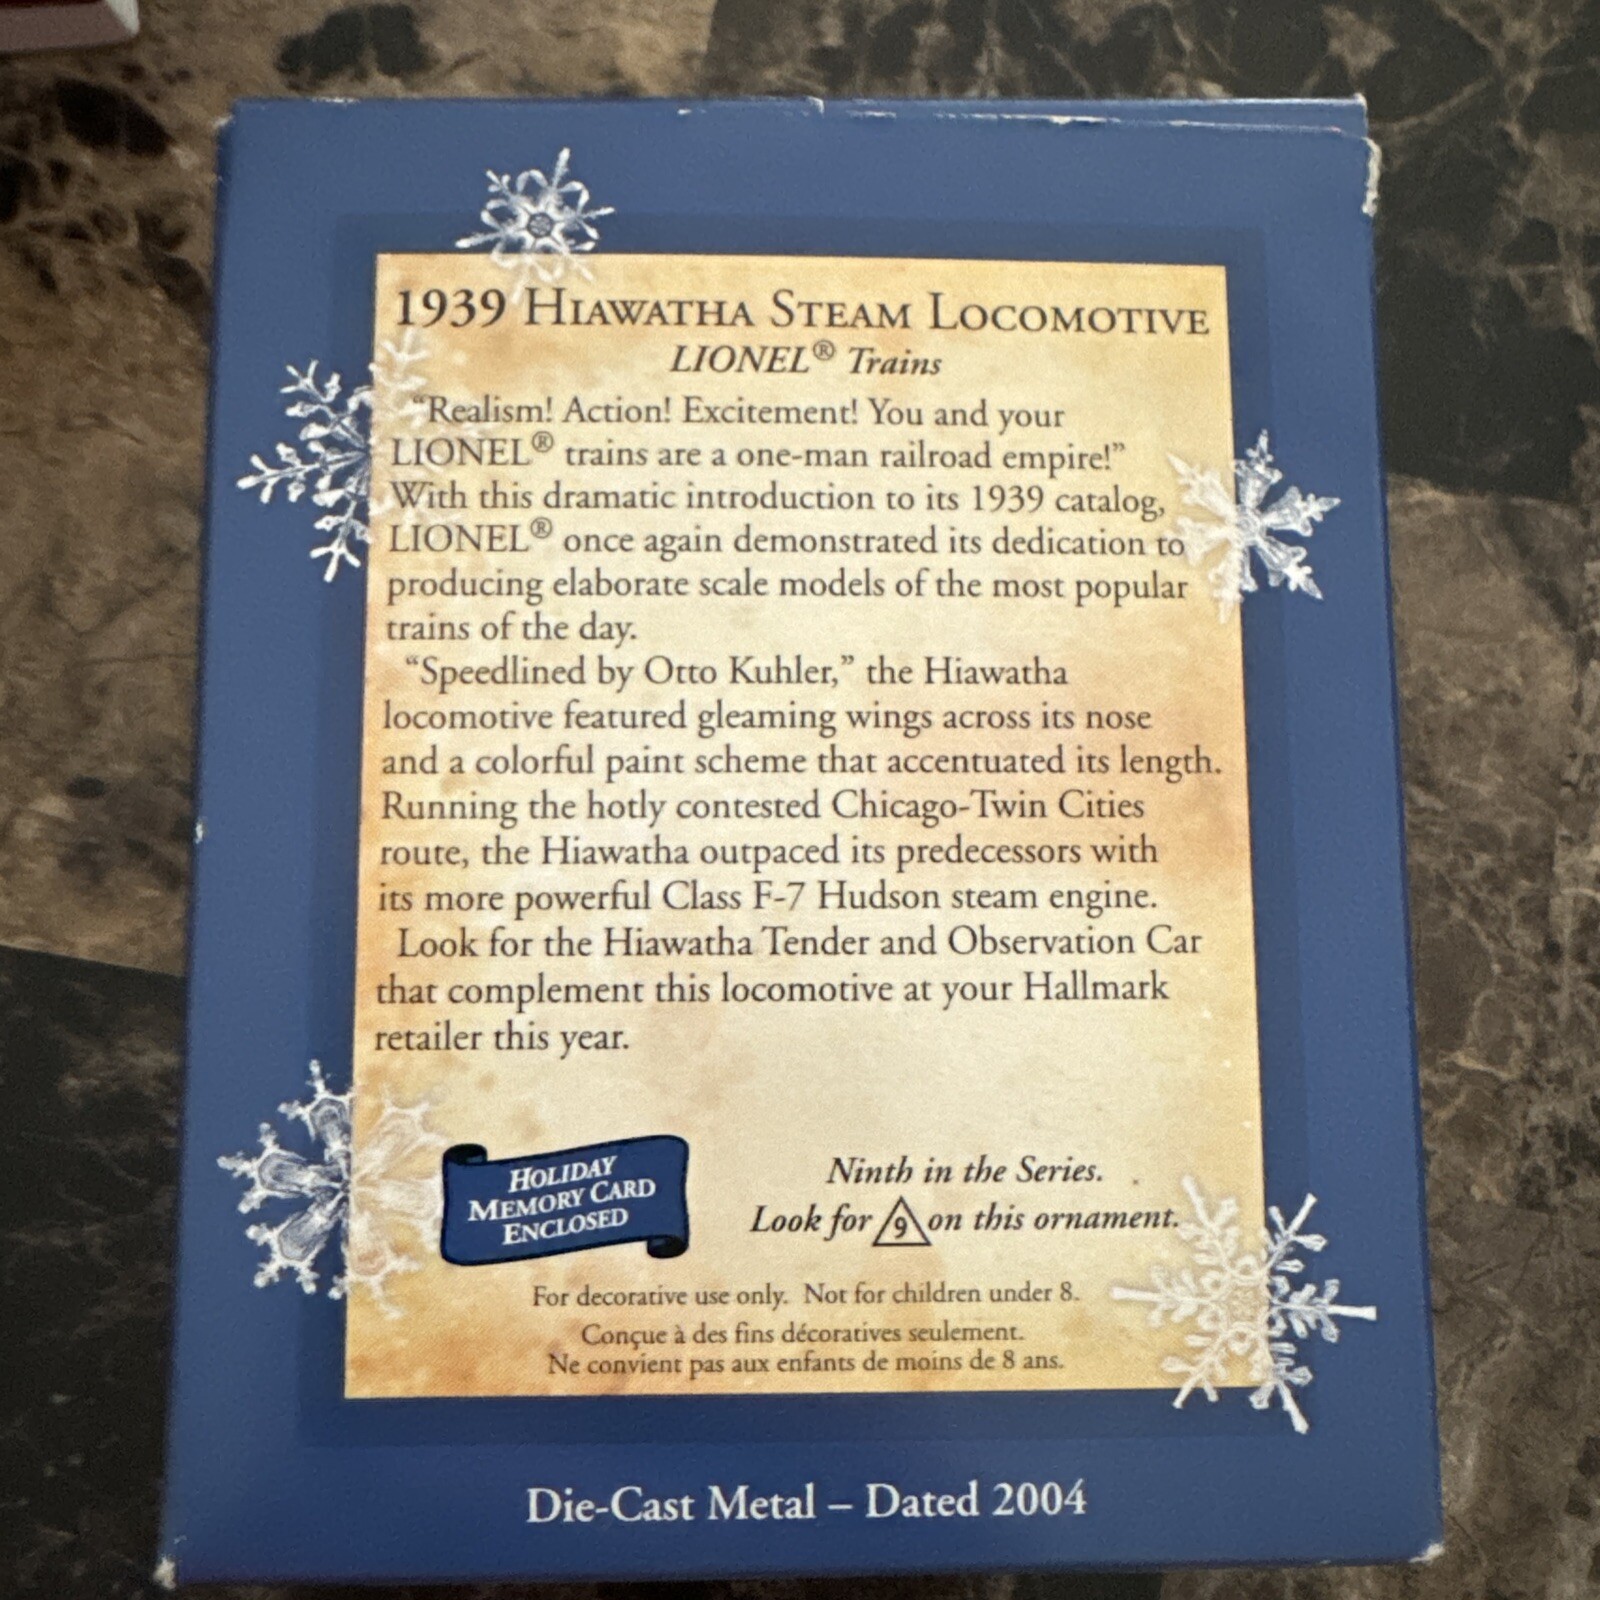 1939 HIAWATHA STEAM LOCOMOTIVE
LIONEL® Trains
“Realism! Action! Excitement! You and your
LIONEL® trains are a one-man railroad empire!”
With this dramatic introduction to its 1939 catalog,
LIONEL® once again demonstrated its dedication to
producing elaborate scale models of the most popular
trains of the day.
“Speedlined by Otto Kuhler,” the Hiawatha
locomotive featured gleaming wings across its nose
and a colorful paint scheme that accentuated its length.
Running the hotly contested Chicago-Twin Cities
route, the Hiawatha outpaced its predecessors with
its more powerful Class F-7 Hudson steam engine.
Look for the Hiawatha Tender and Observation Car
that complement this locomotive at your Hallmark
retailer this year.
HOLIDAY
MEMORY CARD
ENCLOSED
Ninth in the Series.
Look for 9 on this ornament.
For decorative use only. Not for children under 8.
Conçue à des fins décoratives seulement.
Ne convient pas aux enfants de moins de 8 ans.
Die-Cast Metal – Dated 2004